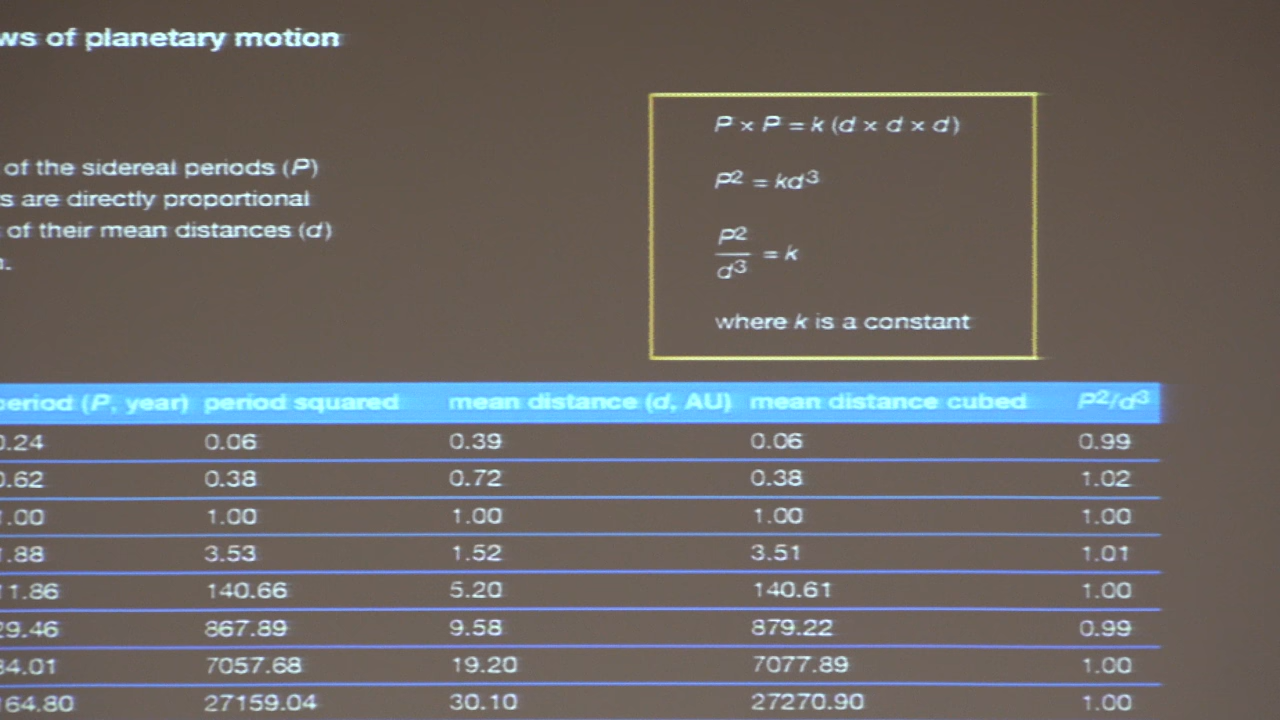 ws of planetary motion
of the sidereal periods (P)
s are directly proportional
of their mean distances (d)
n.
P × P = k (d × d × d)
P² = kd³
P²
d³
= k
where k is a constant
period (P, year) period squared mean distance (d, AU) mean distance cubed P²/d³
0.24 0.06 0.39 0.06 0.99
0.62 0.38 0.72 0.38 1.02
1.00 1.00 1.00 1.00 1.00
1.88 3.53 1.52 3.51 1.01
11.86 140.66 5.20 140.61 1.00
29.46 867.89 9.58 879.22 0.99
84.01 7057.68 19.20 7077.89 1.00
164.80 27159.04 30.10 27270.90 1.00